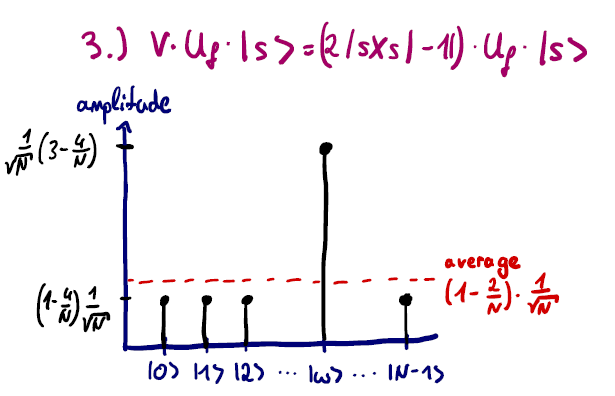 3.) V·U_f·|s> = (2|s><s| - 𝟙)·U_f·|s>
amplitude
1/√N (3 - 4/N)
average
(1 - 4/N) 1/√N
(1 - 2/N) · 1/√N
|0> |1> |2> ... |ω> ... |N-1>